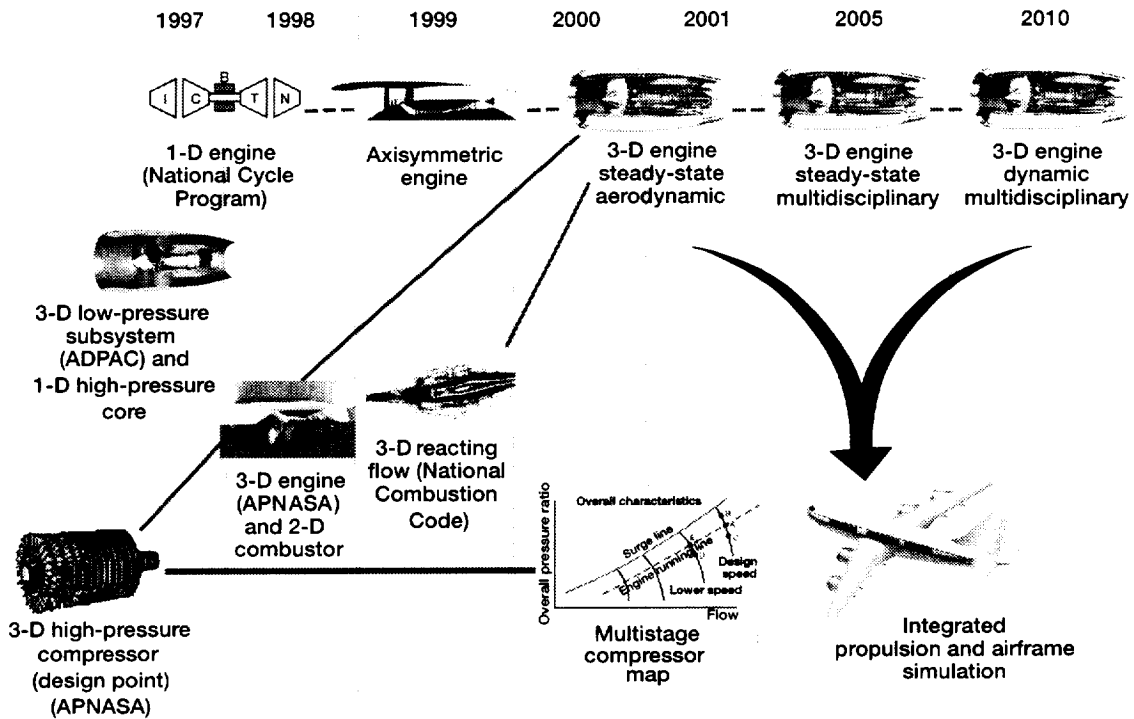 1997 1998 1999 2000 2001 2005 2010
I C B T N
1-D engine
(National Cycle
Program)
Axisymmetric
engine
3-D engine
steady-state
aerodynamic
3-D engine
steady-state
multidisciplinary
3-D engine
dynamic
multidisciplinary
3-D low-pressure
subsystem
(ADPAC) and
1-D high-pressure
core
3-D engine
(APNASA)
and 2-D
combustor
3-D reacting
flow (National
Combustion
Code)
3-D high-pressure
compressor
(design point)
(APNASA)
Overall pressure ratio
Overall characteristics
Surge line
Engine running line
Design
speed
Lower speed
Flow
Multistage
compressor
map
Integrated
propulsion and airframe
simulation